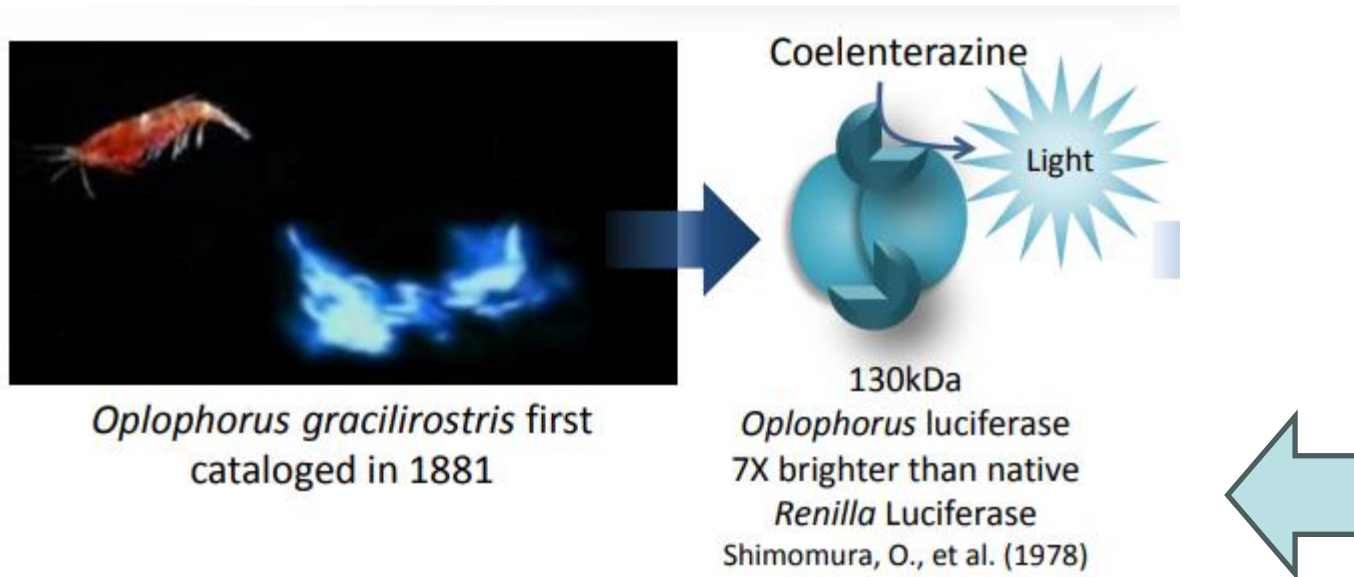 Oplophorus gracilirostris first
cataloged in 1881
Coelenterazine
Light
130kDa
Oplophorus luciferase
7X brighter than native
Renilla Luciferase
Shimomura, O., et al. (1978)